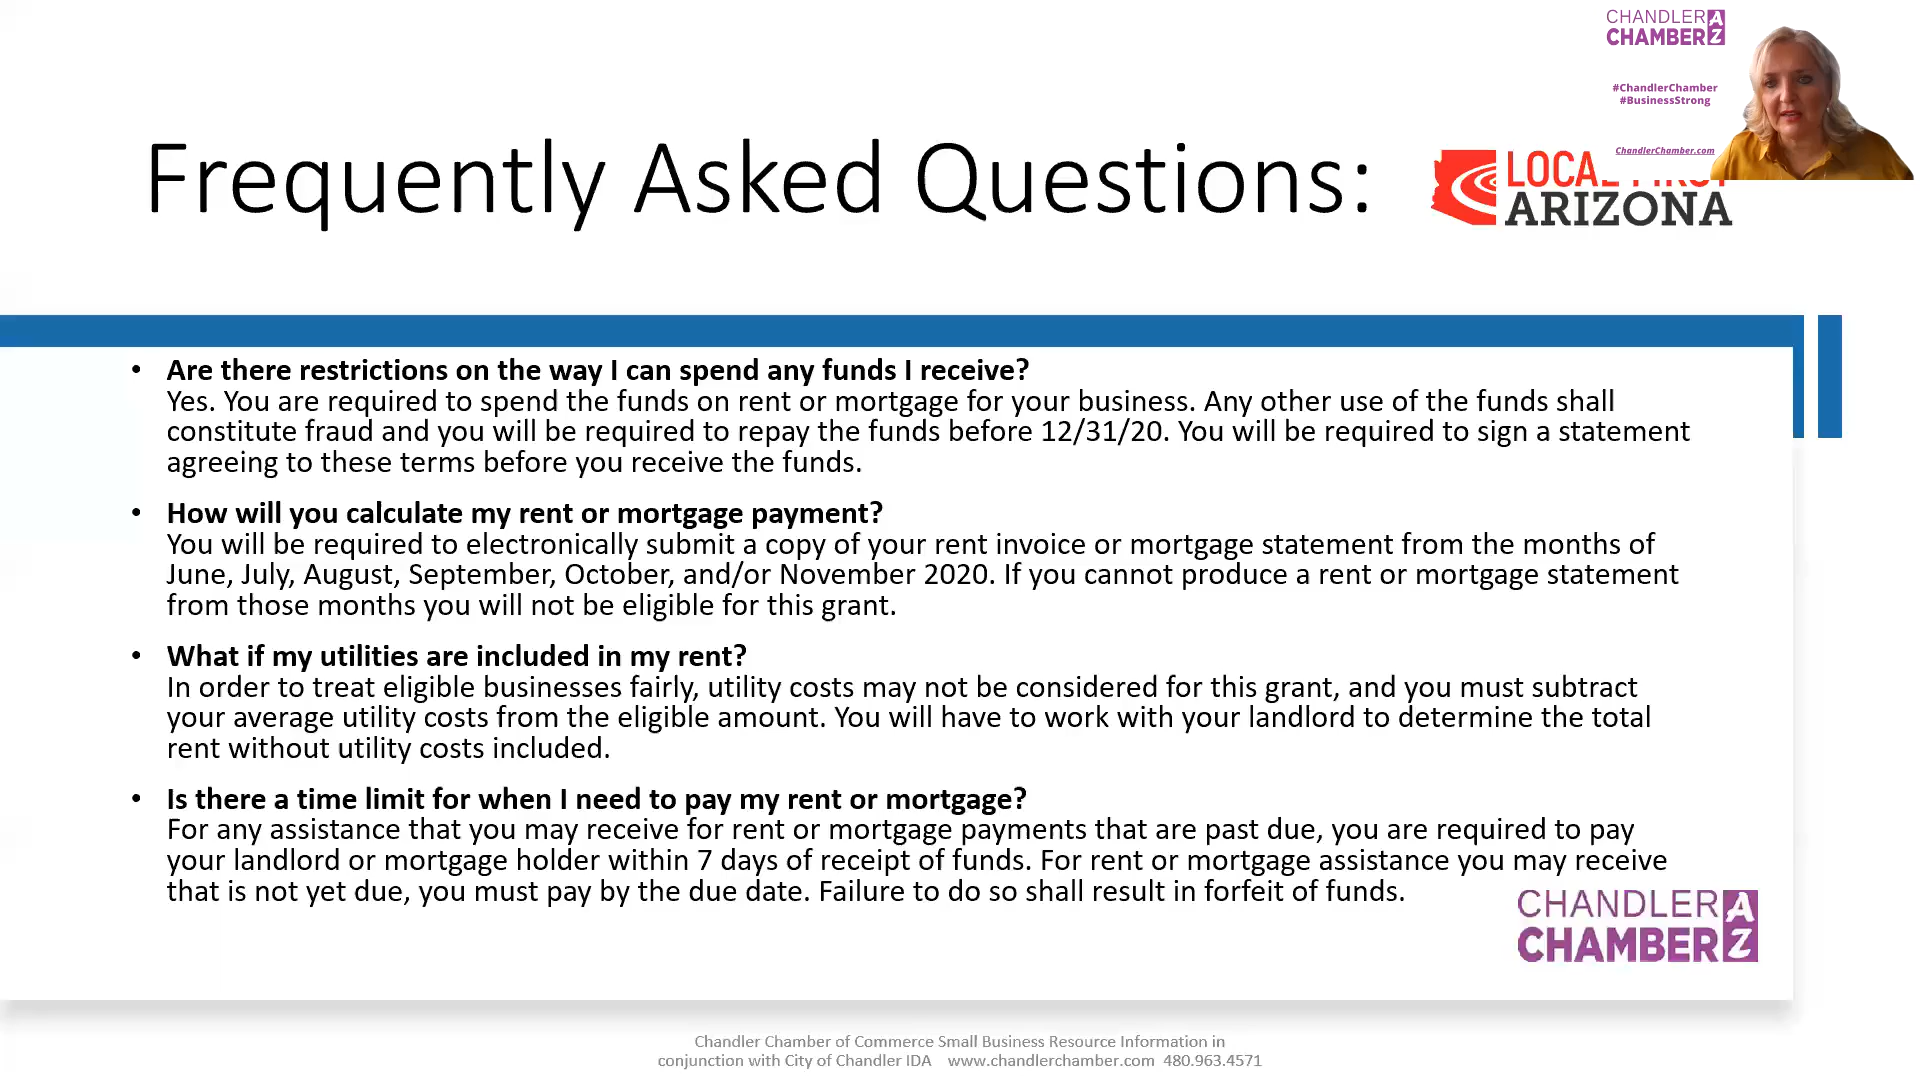 CHANDLER AZ
CHAMBER
#ChandlerChamber
#BusinessStrong
ChandlerChamber.com
Frequently Asked Questions:
LOCAL FIRST
ARIZONA
• Are there restrictions on the way I can spend any funds I receive?
Yes. You are required to spend the funds on rent or mortgage for your business. Any other use of the funds shall
constitute fraud and you will be required to repay the funds before 12/31/20. You will be required to sign a statement
agreeing to these terms before you receive the funds.
• How will you calculate my rent or mortgage payment?
You will be required to electronically submit a copy of your rent invoice or mortgage statement from the months of
June, July, August, September, October, and/or November 2020. If you cannot produce a rent or mortgage statement
from those months you will not be eligible for this grant.
• What if my utilities are included in my rent?
In order to treat eligible businesses fairly, utility costs may not be considered for this grant, and you must subtract
your average utility costs from the eligible amount. You will have to work with your landlord to determine the total
rent without utility costs included.
• Is there a time limit for when I need to pay my rent or mortgage?
For any assistance that you may receive for rent or mortgage payments that are past due, you are required to pay
your landlord or mortgage holder within 7 days of receipt of funds. For rent or mortgage assistance you may receive
that is not yet due, you must pay by the due date. Failure to do so shall result in forfeit of funds.
CHANDLER AZ
CHAMBER
Chandler Chamber of Commerce Small Business Resource Information in
conjunction with City of Chandler IDA www.chandlerchamber.com 480.963.4571